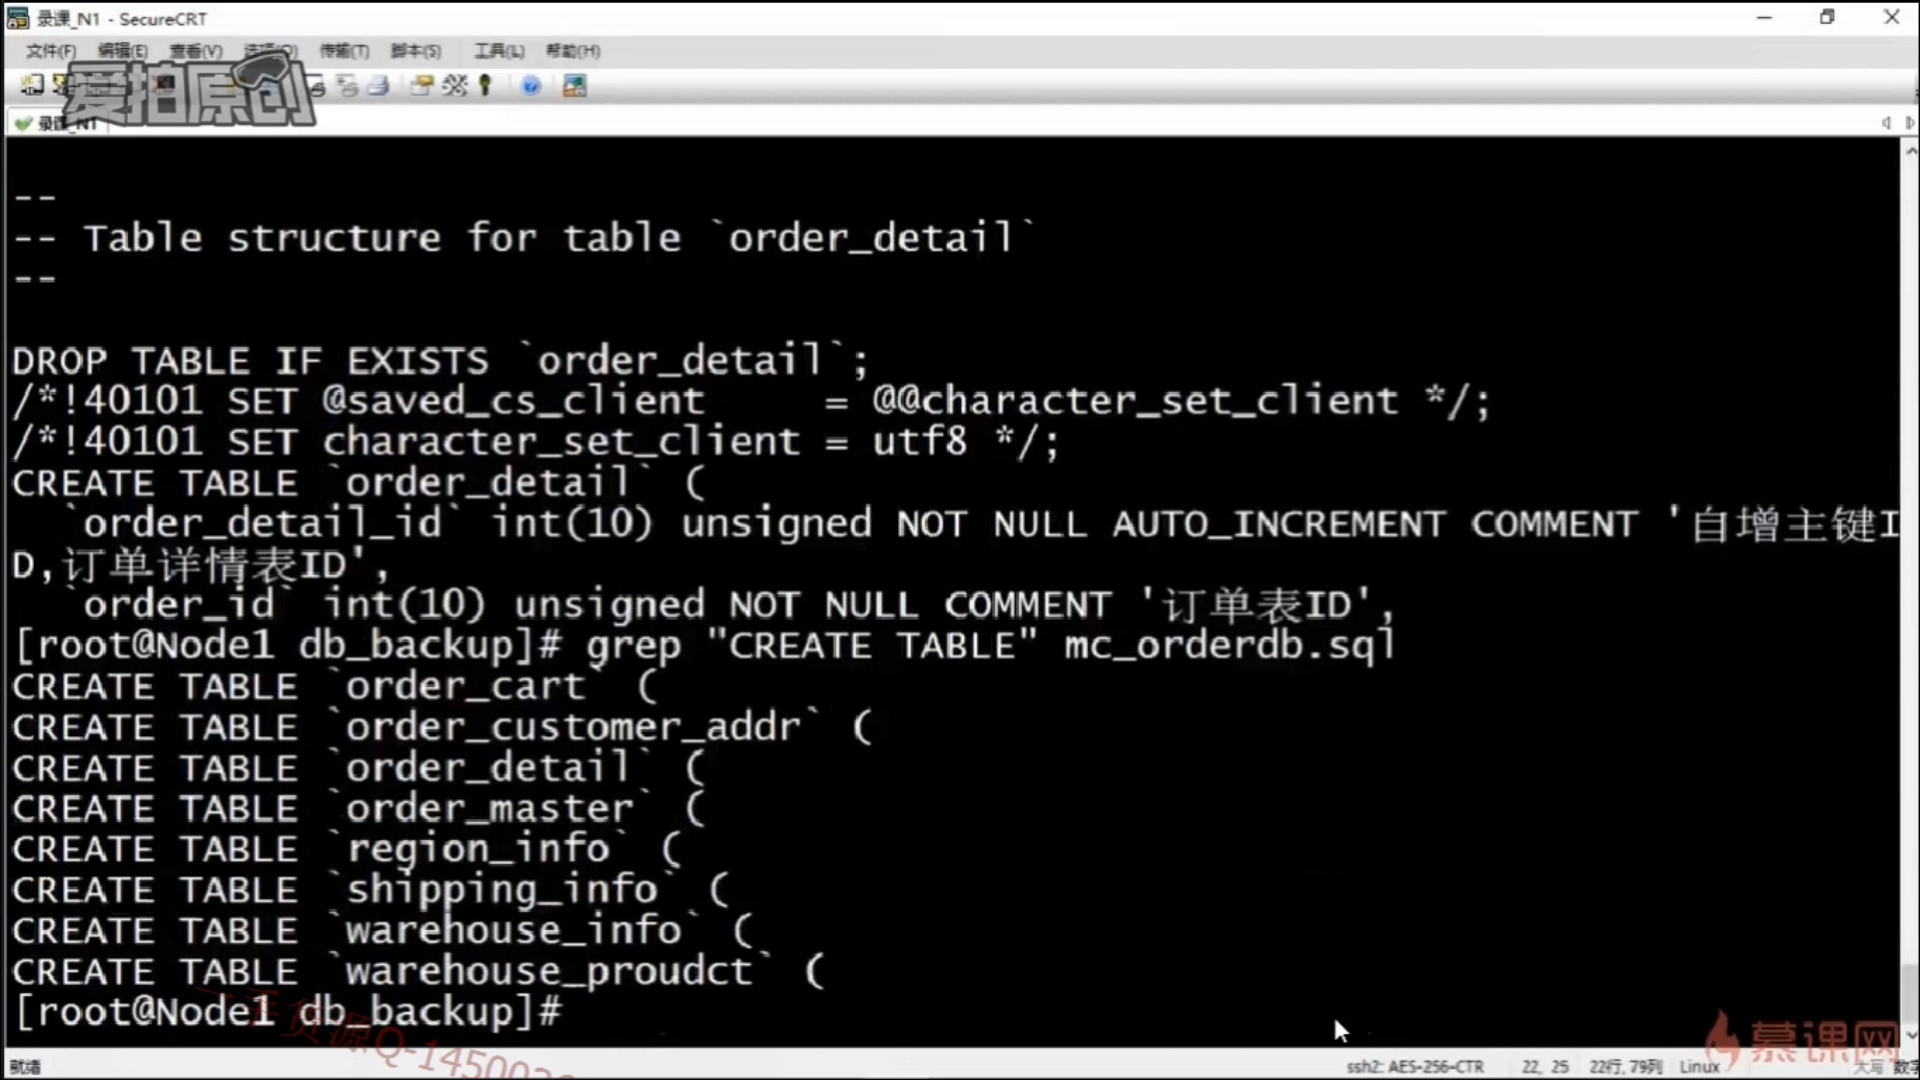 录课_N1 - SecureCRT
文件(F) 编辑(E) 查看(V) 选项(O) 传输(T) 脚本(S) 工具(L) 帮助(H)
爱拍原创
录课_N1
--
-- Table structure for table `order_detail`
--
DROP TABLE IF EXISTS `order_detail`;
/*!40101 SET @saved_cs_client     = @@character_set_client */;
/*!40101 SET character_set_client = utf8 */;
CREATE TABLE `order_detail` (
  `order_detail_id` int(10) unsigned NOT NULL AUTO_INCREMENT COMMENT '自增主键I
D,订单详情表ID',
  `order_id` int(10) unsigned NOT NULL COMMENT '订单表ID',
[root@Node1 db_backup]# grep "CREATE TABLE" mc_orderdb.sql
CREATE TABLE `order_cart` (
CREATE TABLE `order_customer_addr` (
CREATE TABLE `order_detail` (
CREATE TABLE `order_master` (
CREATE TABLE `region_info` (
CREATE TABLE `shipping_info` (
CREATE TABLE `warehouse_info` (
CREATE TABLE `warehouse_proudct` (
[root@Node1 db_backup]#
慕课网
就绪 ssh2: AES-256-CTR 22, 25 22行, 79列 Linux 大写 数字